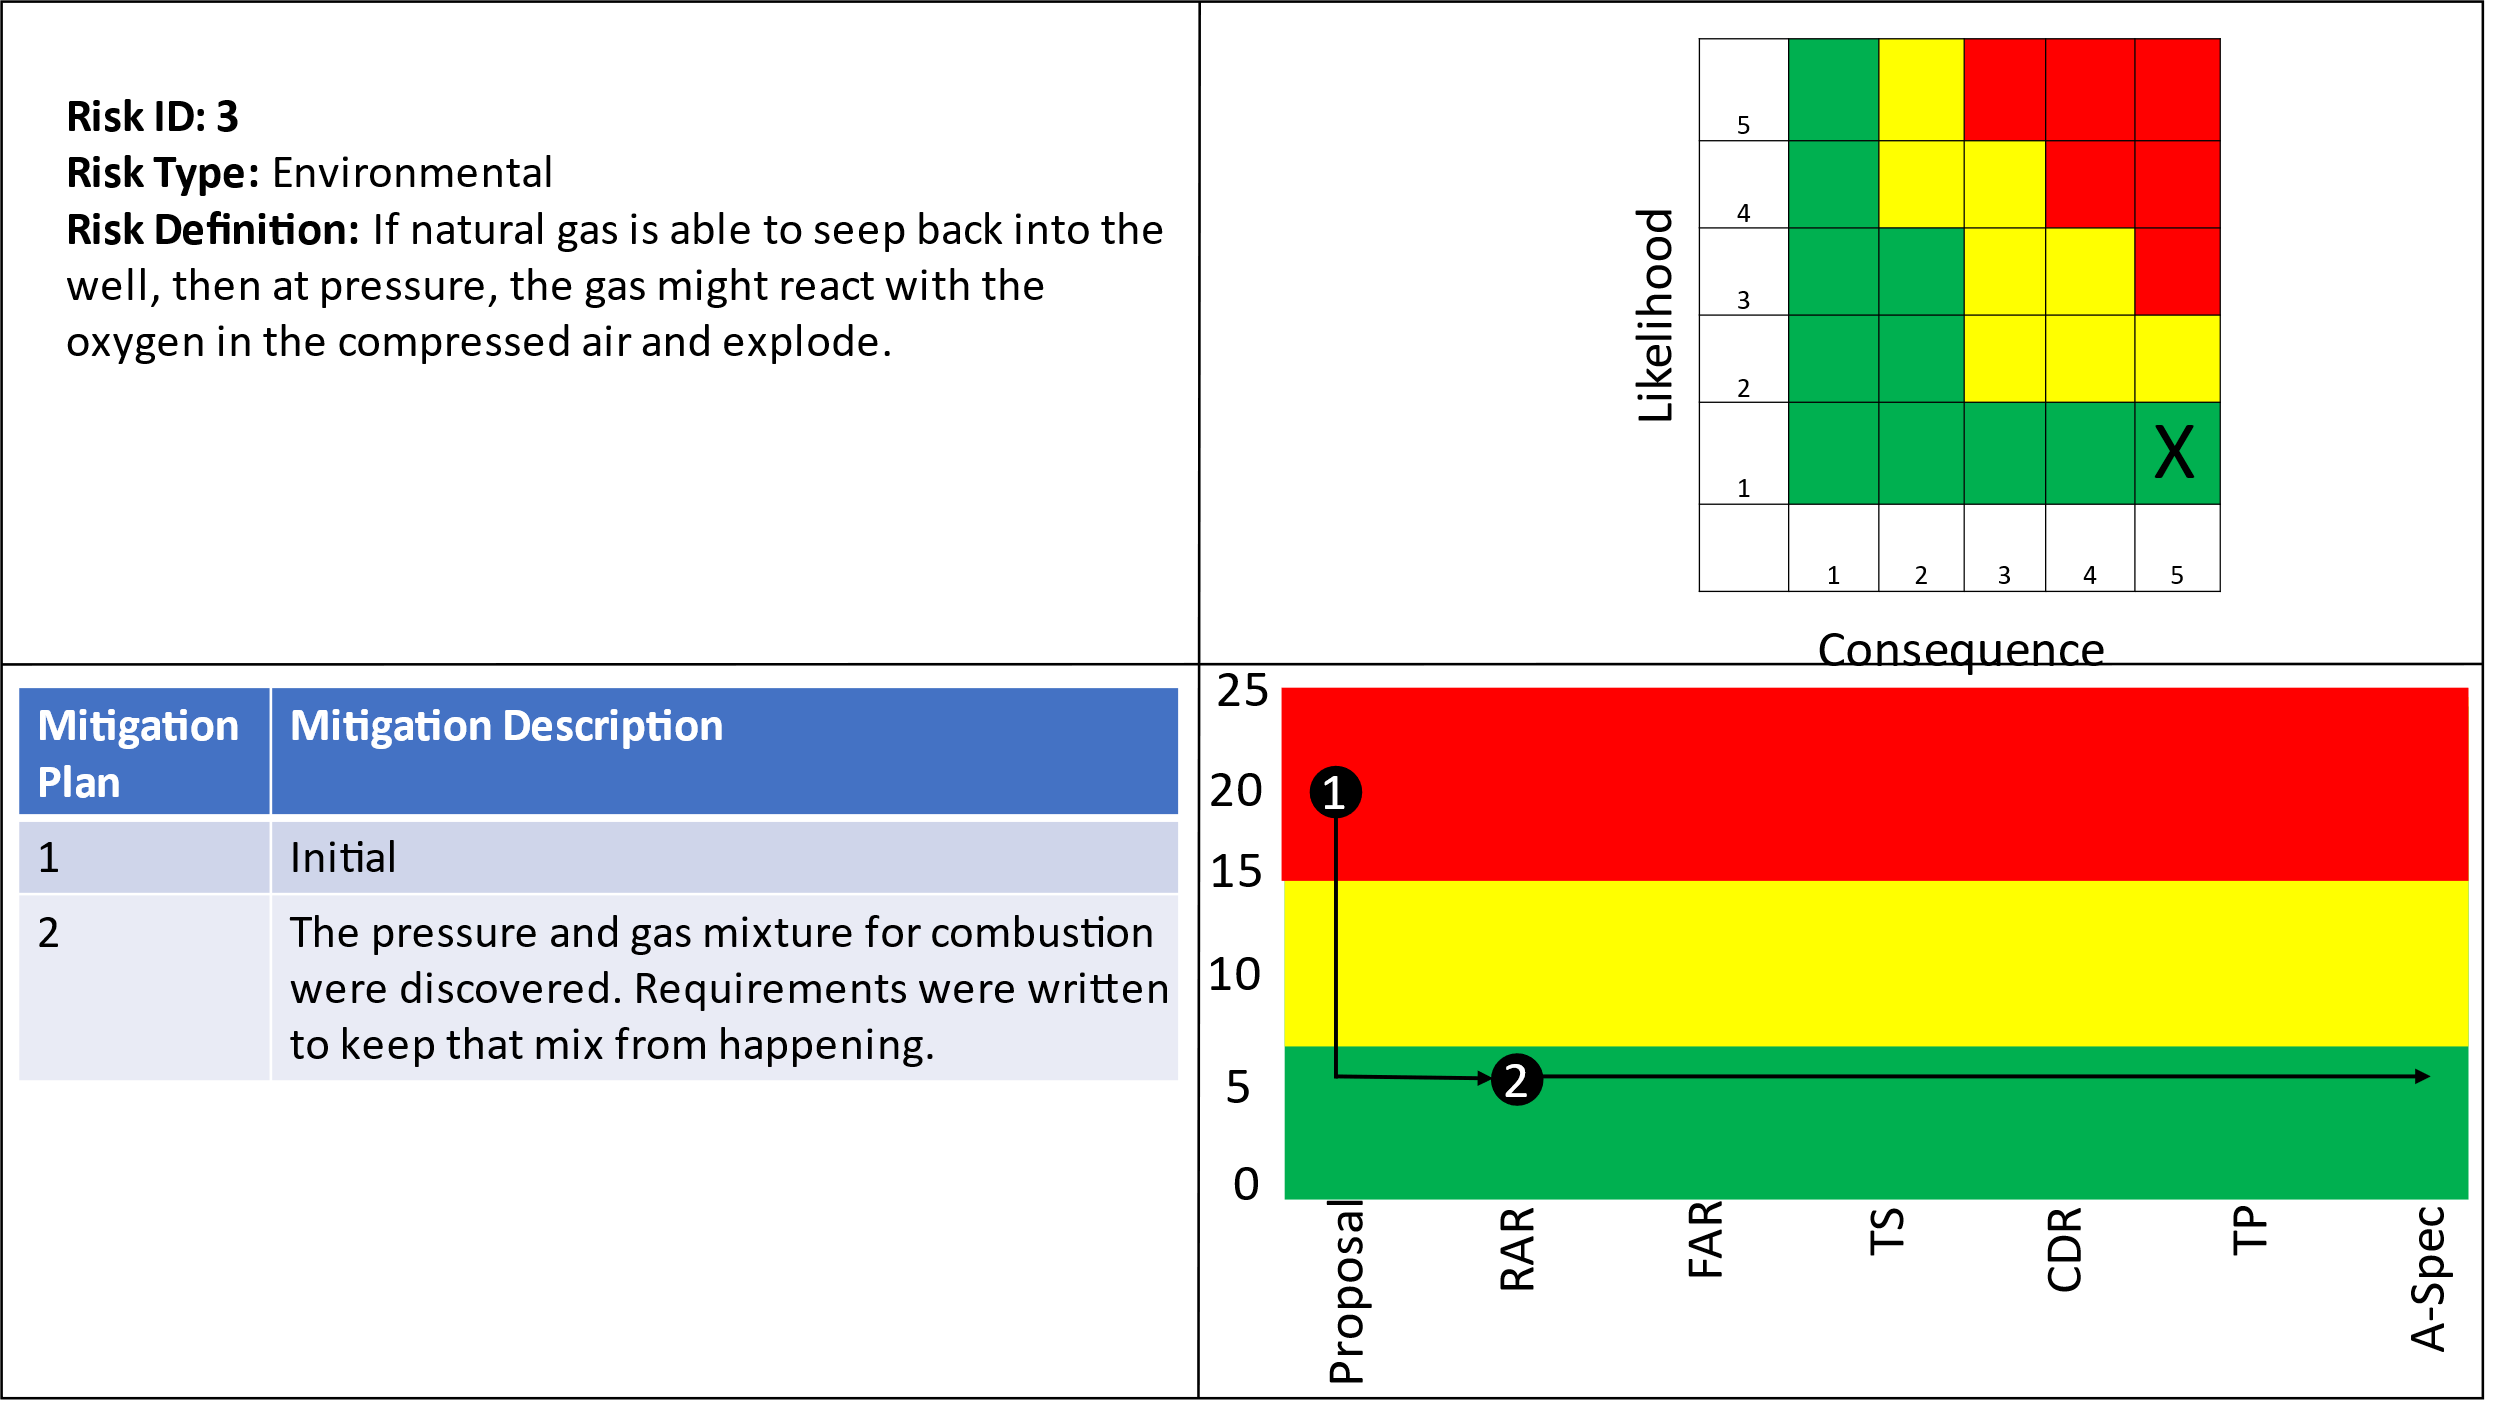 Risk ID: 3
Risk Type: Environmental
Risk Definition: If natural gas is able to seep back into the
well, then at pressure, the gas might react with the
oxygen in the compressed air and explode.
Likelihood
5
4
3
2
1
X
1 2 3 4 5
Consequence
Mitigation Plan
Mitigation Description
1
Initial
2
The pressure and gas mixture for combustion
were discovered. Requirements were written
to keep that mix from happening.
25
20
15
10
5
0
1
2
Proposal
RAR
FAR
TS
CDR
TP
A-Spec